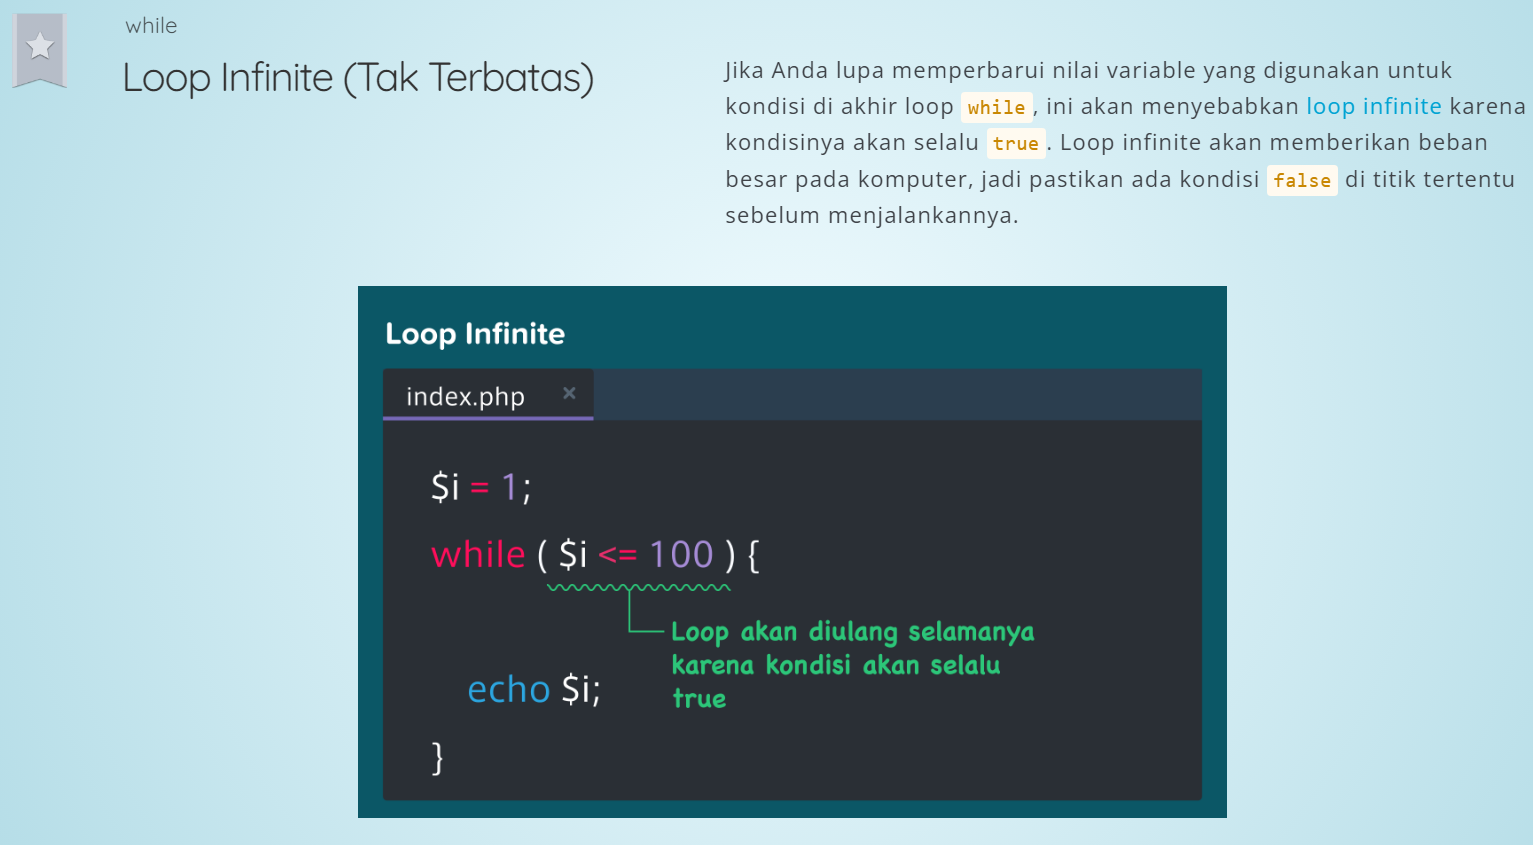 while
Loop Infinite (Tak Terbatas)
Jika Anda lupa memperbarui nilai variable yang digunakan untuk
kondisi di akhir loop while, ini akan menyebabkan loop infinite karena
kondisinya akan selalu true. Loop infinite akan memberikan beban
besar pada komputer, jadi pastikan ada kondisi false di titik tertentu
sebelum menjalankannya.
Loop Infinite
index.php ×
$i = 1;
while ( $i <= 100 ) {
Loop akan diulang selamanya
karena kondisi akan selalu
true
echo $i;
}